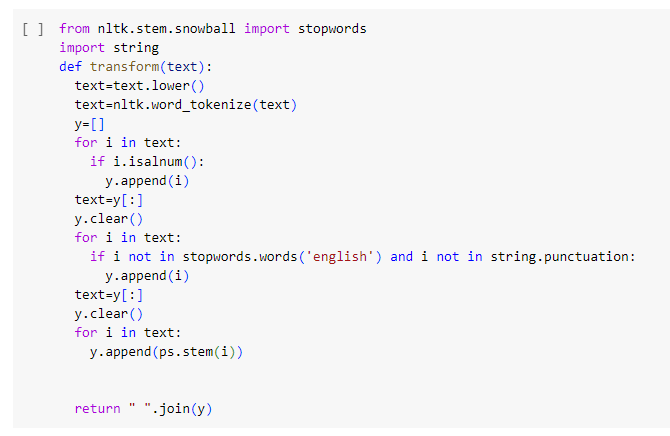 [ ] from nltk.stem.snowball import stopwords
import string
def transform(text):
  text=text.lower()
  text=nltk.word_tokenize(text)
  y=[]
  for i in text:
    if i.isalnum():
      y.append(i)
  text=y[:]
  y.clear()
  for i in text:
    if i not in stopwords.words('english') and i not in string.punctuation:
      y.append(i)
  text=y[:]
  y.clear()
  for i in text:
    y.append(ps.stem(i))
  return " ".join(y)